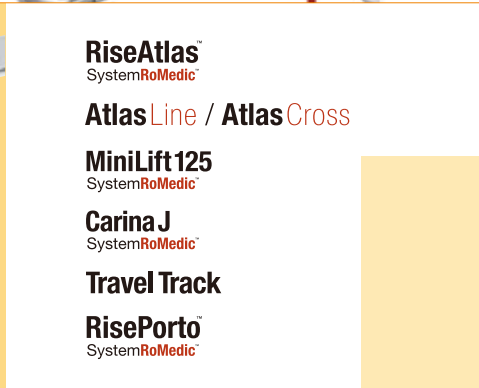 RiseAtlas™
SystemRoMedic™
AtlasLine / AtlasCross
MiniLift125
SystemRoMedic™
Carina J
SystemRoMedic™
Travel Track
RisePorto™
SystemRoMedic™